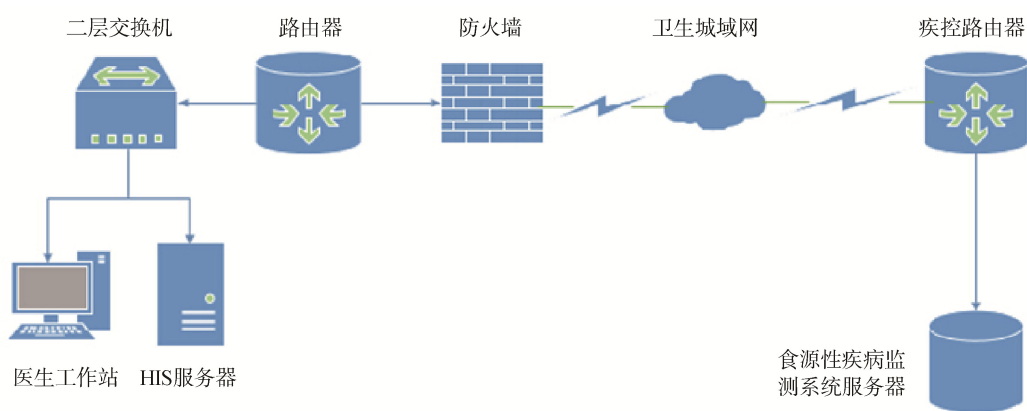 二层交换机
路由器
防火墙
卫生城域网
疾控路由器
医生工作站
HIS服务器
食源性疾病监
测系统服务器